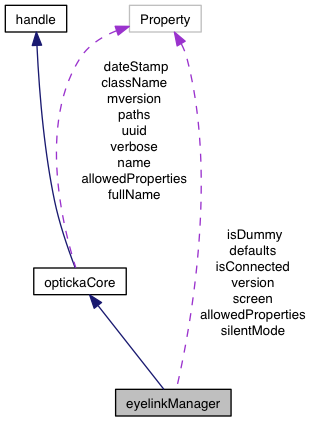 handle
Property
dateStamp
className
mversion
paths
uuid
verbose
name
allowedProperties
fullName
isDummy
defaults
isConnected
version
screen
allowedProperties
silentMode
optickaCore
eyelinkManager